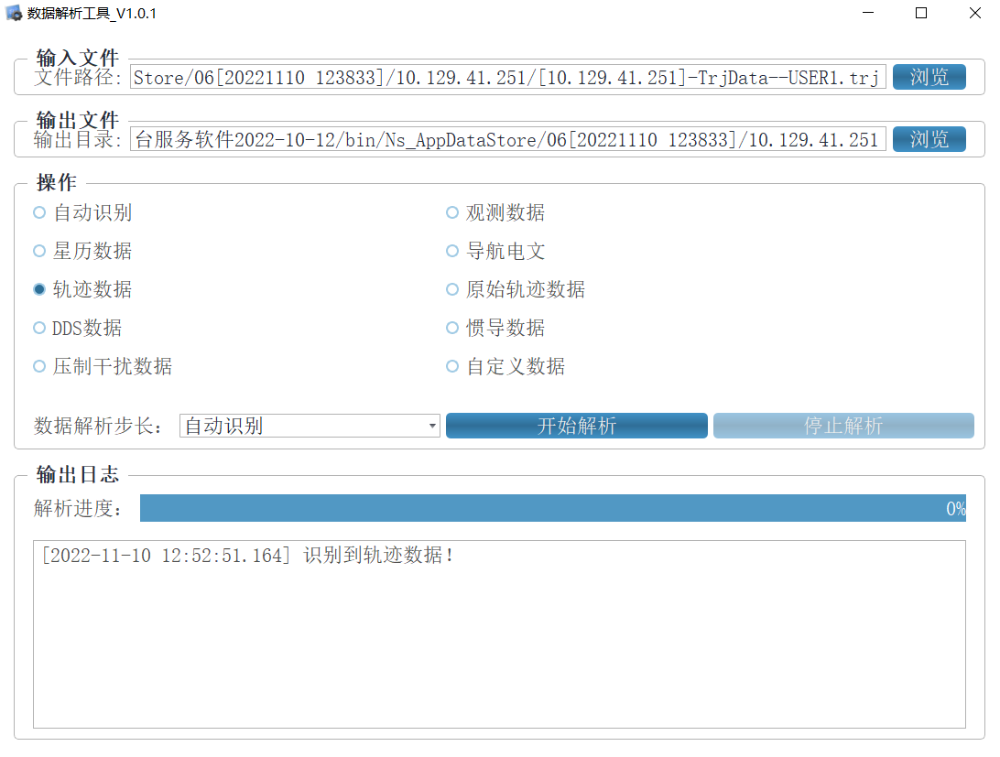 数据解析工具_V1.0.1
输入文件
文件路径: Store/06[20221110 123833]/10.129.41.251/[10.129.41.251]-TrjData--USER1.trj 浏览
输出文件
输出目录: 台服务软件2022-10-12/bin/Ns_AppDataStore/06[20221110 123833]/10.129.41.251 浏览
操作
自动识别 观测数据
星历数据 导航电文
轨迹数据 原始轨迹数据
DDS数据 惯导数据
压制干扰数据 自定义数据
数据解析步长: 自动识别 开始解析 停止解析
输出日志
解析进度: 0%
[2022-11-10 12:52:51.164] 识别到轨迹数据!